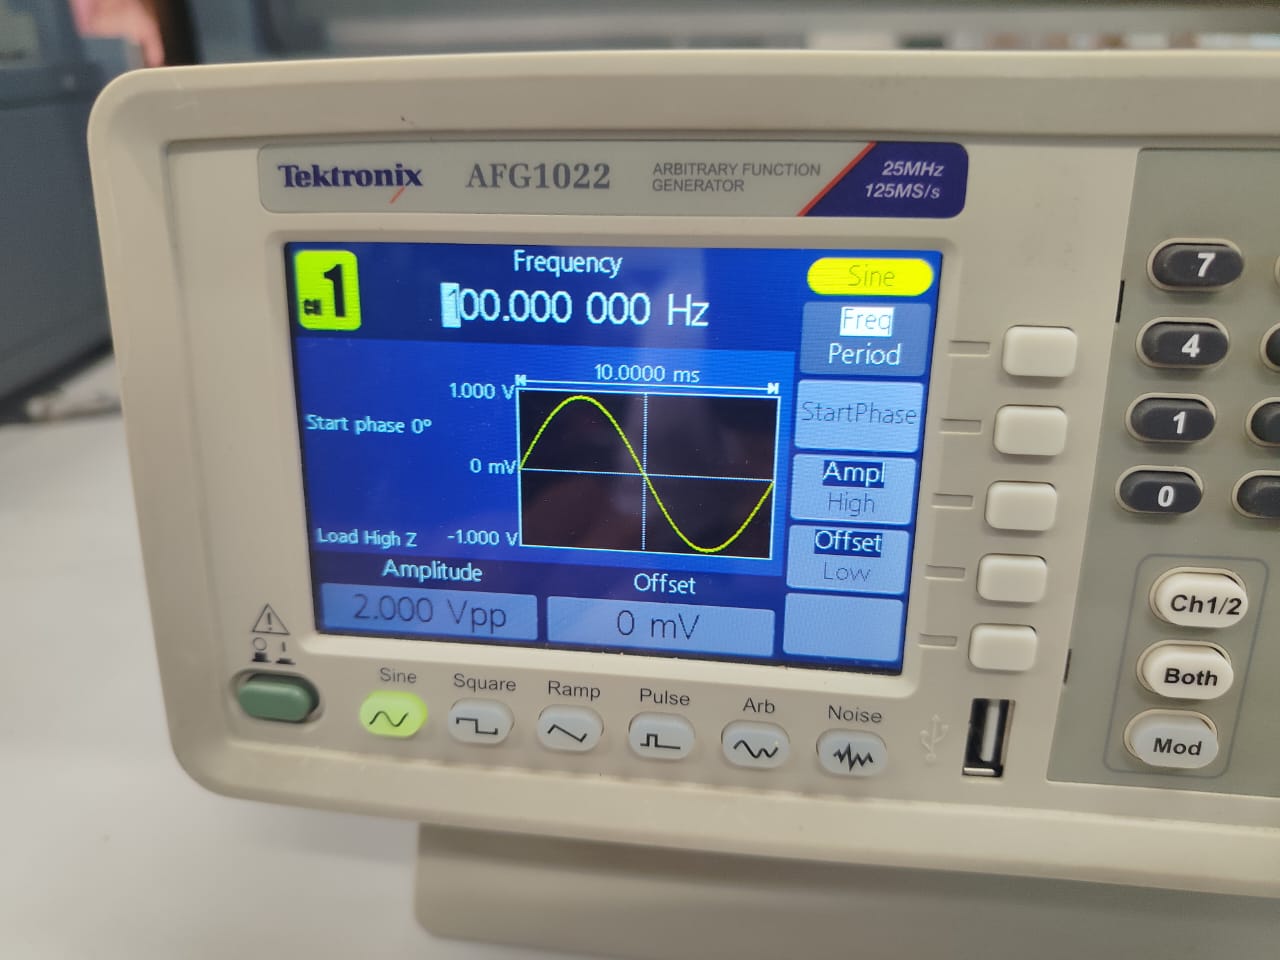 Tektronix AFG1022 ARBITRARY FUNCTION GENERATOR 25MHz 125MS/s
CH 1
Frequency
100.000 000 Hz
Sine
Freq
Period
StartPhase
Ampl
High
Offset
Low
10.0000 ms
1.000 V
Start phase 0°
0 mV
Load High Z
-1.000 V
Amplitude
2.000 Vpp
Offset
0 mV
Sine
Square
Ramp
Pulse
Arb
Noise
7
4
1
0
Ch1/2
Both
Mod